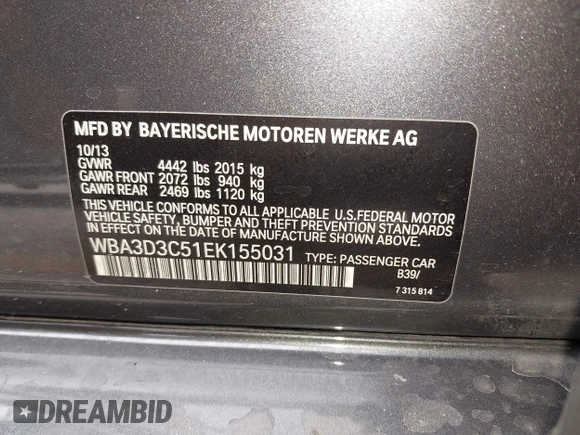 MFD BY BAYERISCHE MOTOREN WERKE AG
10/13
GVWR 4442 lbs 2015 kg
GAWR FRONT 2072 lbs 940 kg
GAWR REAR 2469 lbs 1120 kg
THIS VEHICLE CONFORMS TO ALL APPLICABLE U.S.FEDERAL MOTOR
VEHICLE SAFETY, BUMPER AND THEFT PREVENTION STANDARDS
IN EFFECT ON THE DATE OF MANUFACTURE SHOWN ABOVE.
WBA3D3C51EK155031 TYPE: PASSENGER CAR
B39/
7 315 814
DREAMBID